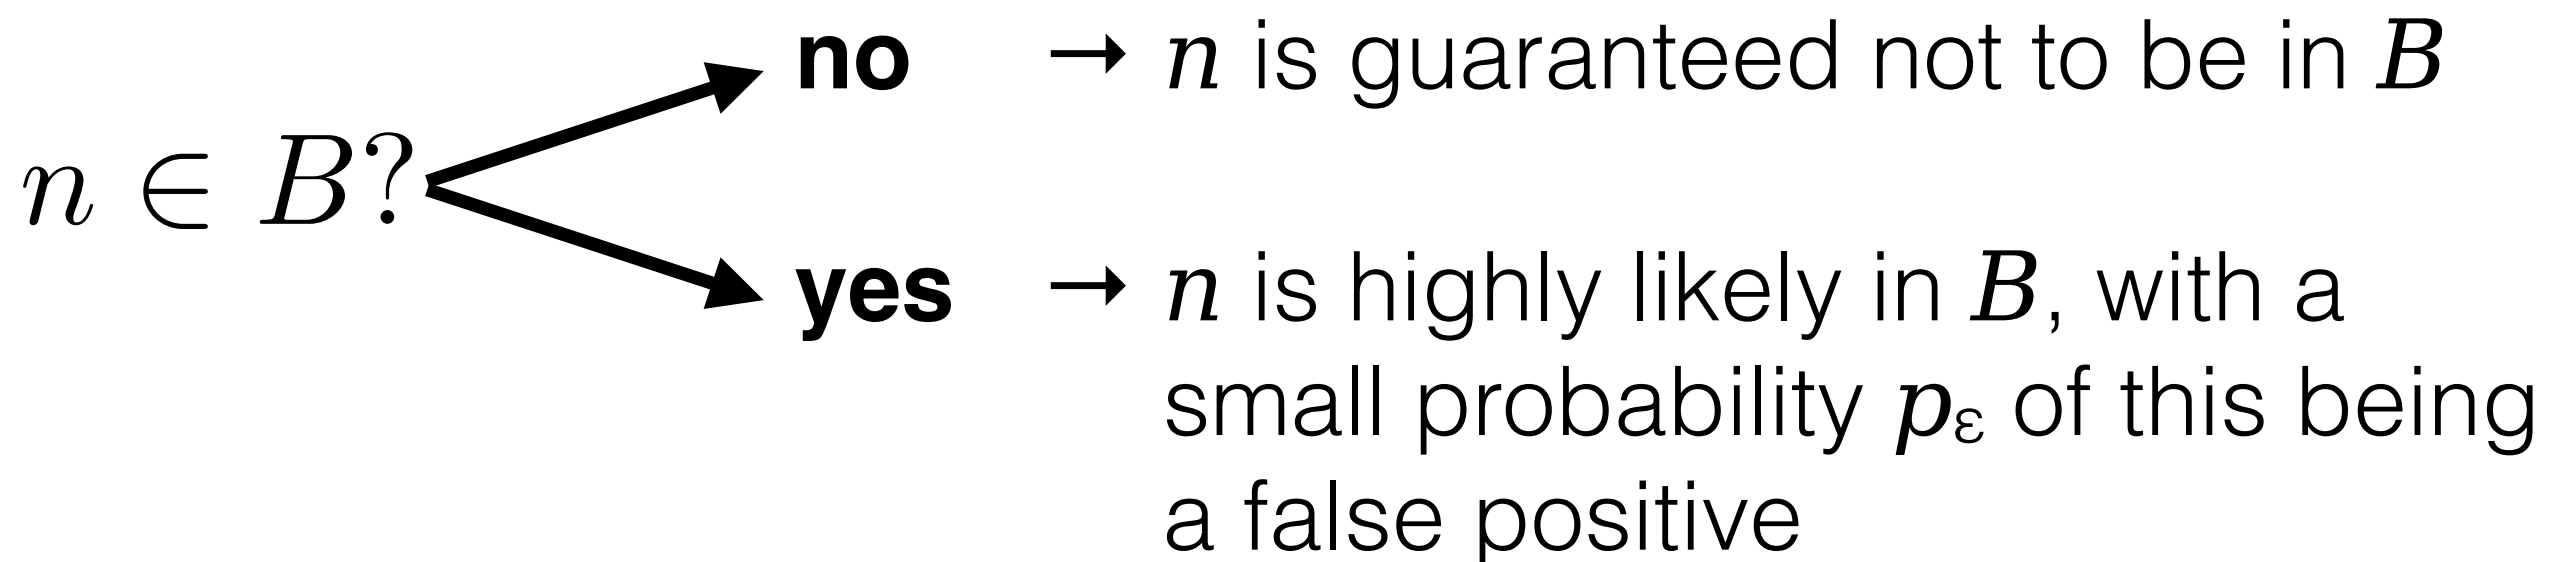 no → n is guaranteed not to be in B
n ∈ B?
yes → n is highly likely in B, with a
small probability pε of this being
a false positive